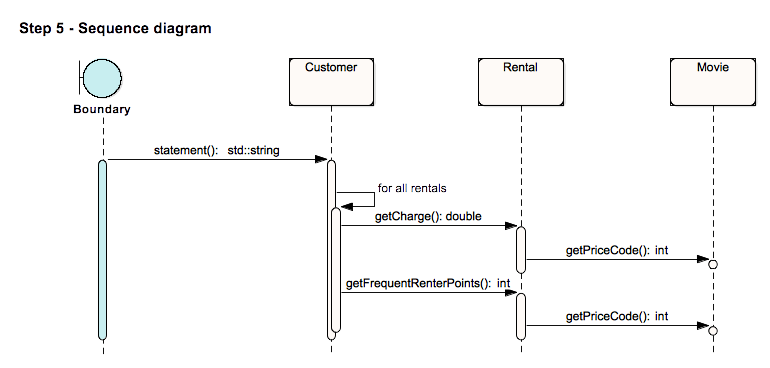 Step 5 - Sequence diagram
Customer
Rental
Movie
Boundary
statement(): std::string
for all rentals
getCharge(): double
getPriceCode(): int
getFrequentRenterPoints(): int
getPriceCode(): int